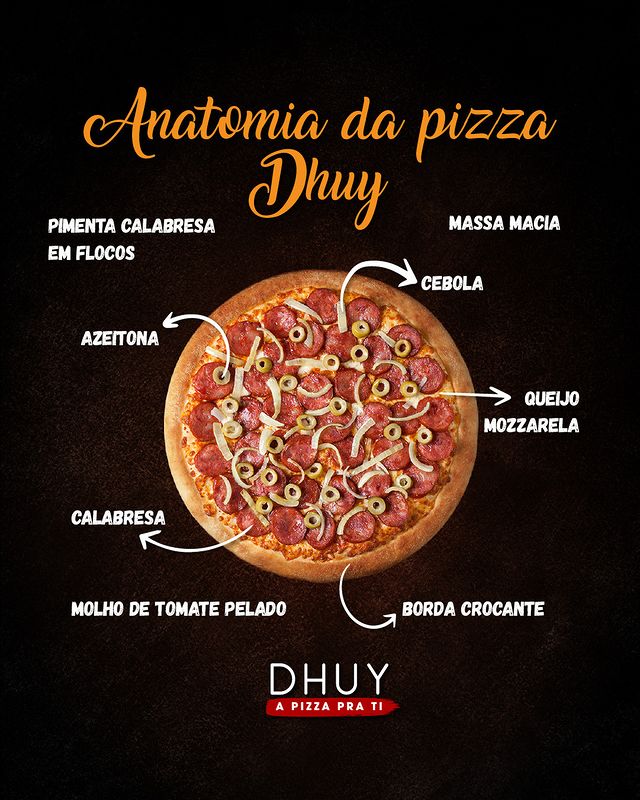 Anatomia da pizza
Dhuy
PIMENTA CALABRESA
EM FLOCOS
MASSA MACIA
CEBOLA
AZEITONA
QUEIJO
MOZZARELA
CALABRESA
MOLHO DE TOMATE PELADO
BORDA CROCANTE
DHUY
A PIZZA PRA TI